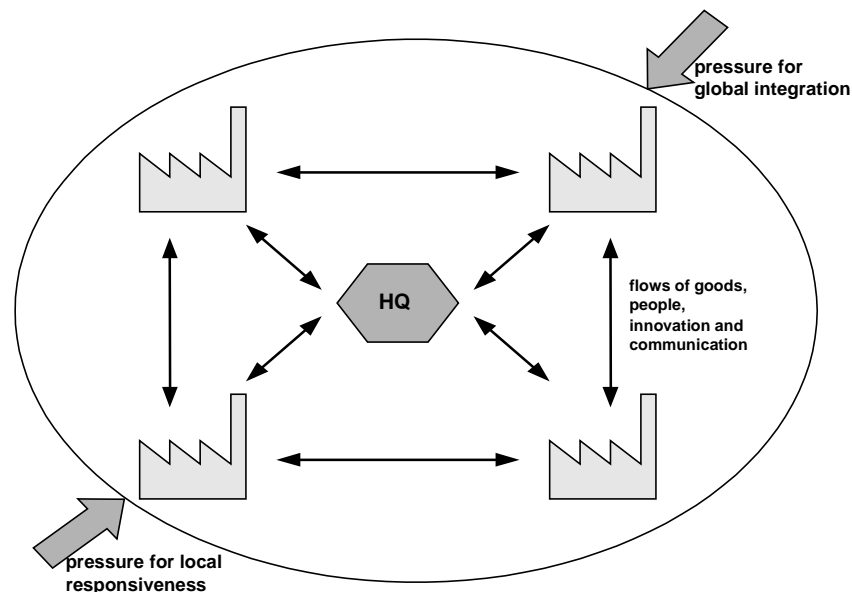 pressure for
global integration
HQ
flows of goods,
people,
innovation and
communication
pressure for local
responsiveness